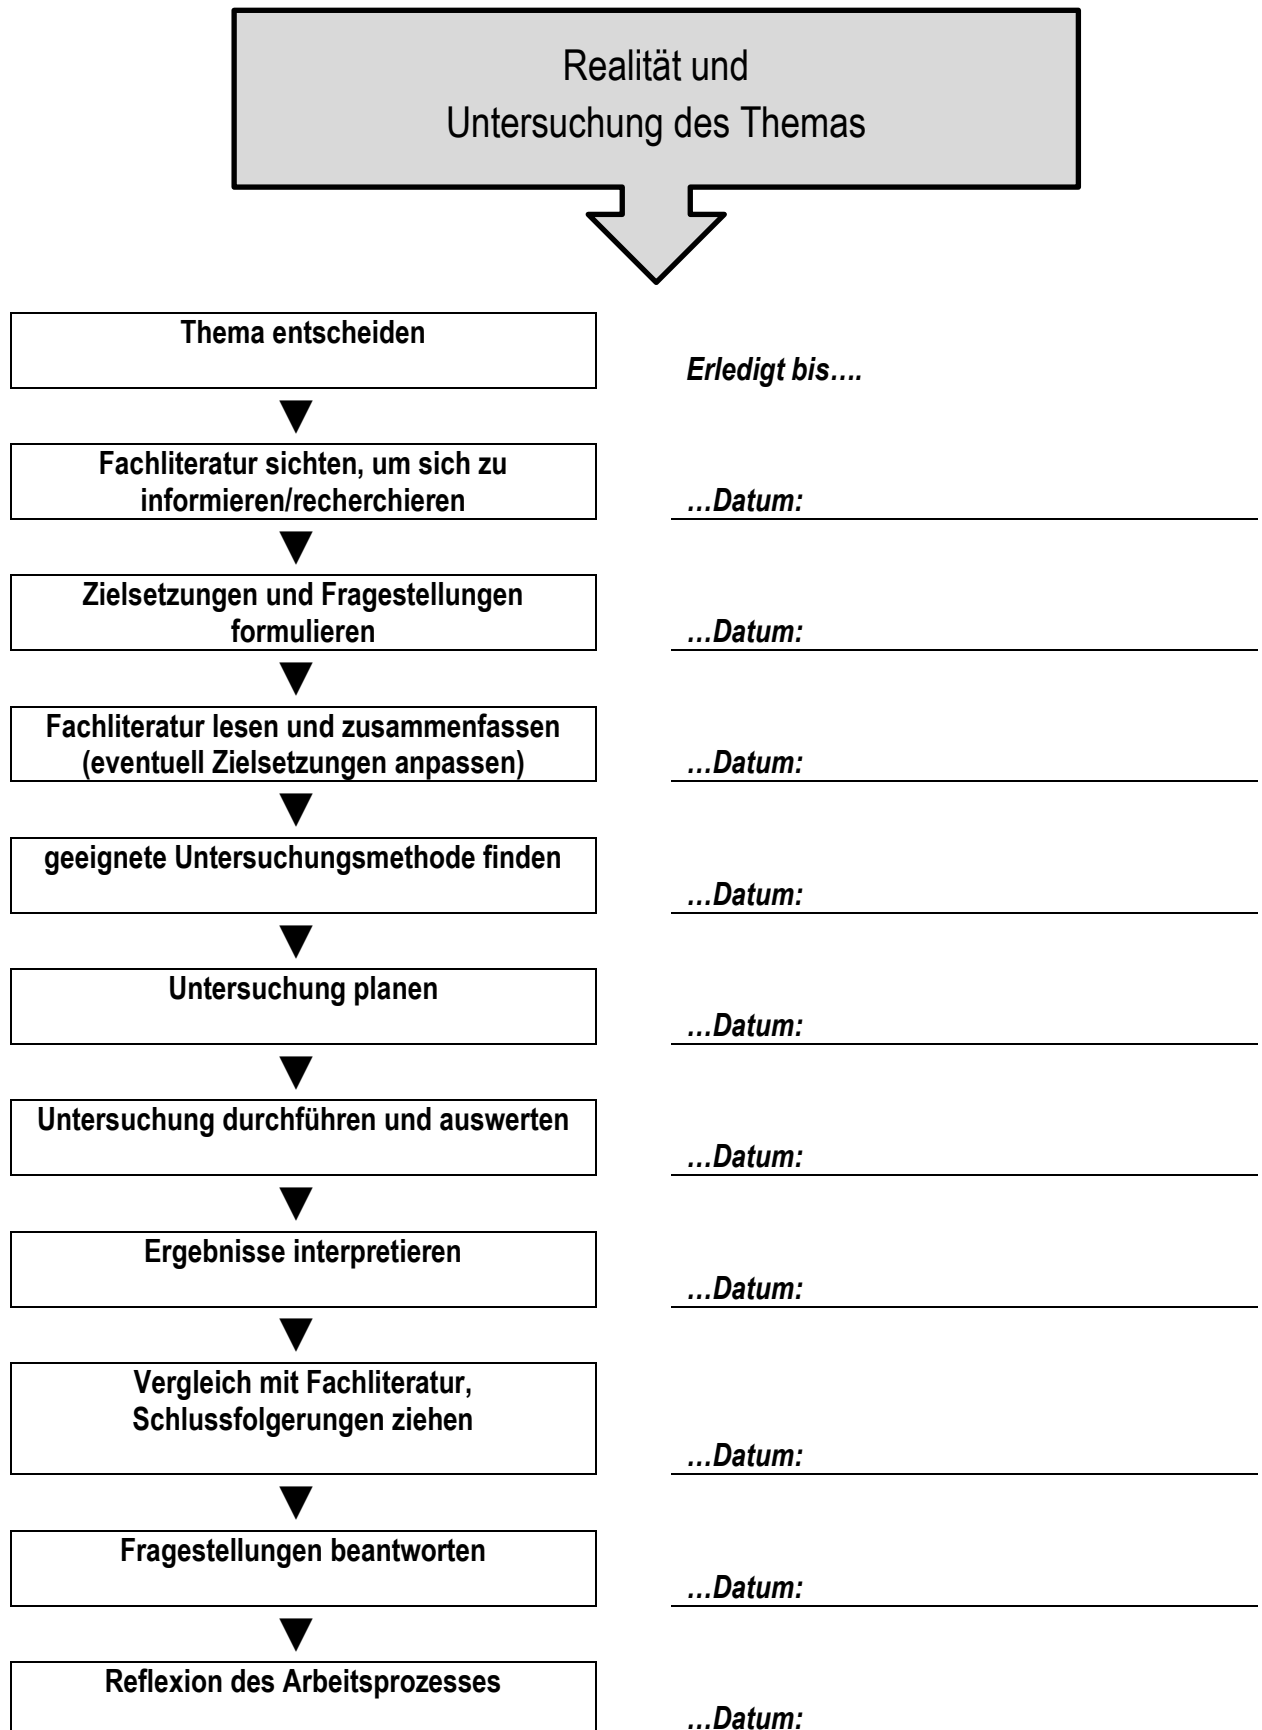 Realität und
Untersuchung des Themas
Thema entscheiden
Erledigt bis….
Fachliteratur sichten, um sich zu
informieren/recherchieren
…Datum:
Zielsetzungen und Fragestellungen
formulieren
…Datum:
Fachliteratur lesen und zusammenfassen
(eventuell Zielsetzungen anpassen)
…Datum:
geeignete Untersuchungsmethode finden
…Datum:
Untersuchung planen
…Datum:
Untersuchung durchführen und auswerten
…Datum:
Ergebnisse interpretieren
…Datum:
Vergleich mit Fachliteratur,
Schlussfolgerungen ziehen
…Datum:
Fragestellungen beantworten
…Datum:
Reflexion des Arbeitsprozesses
…Datum: